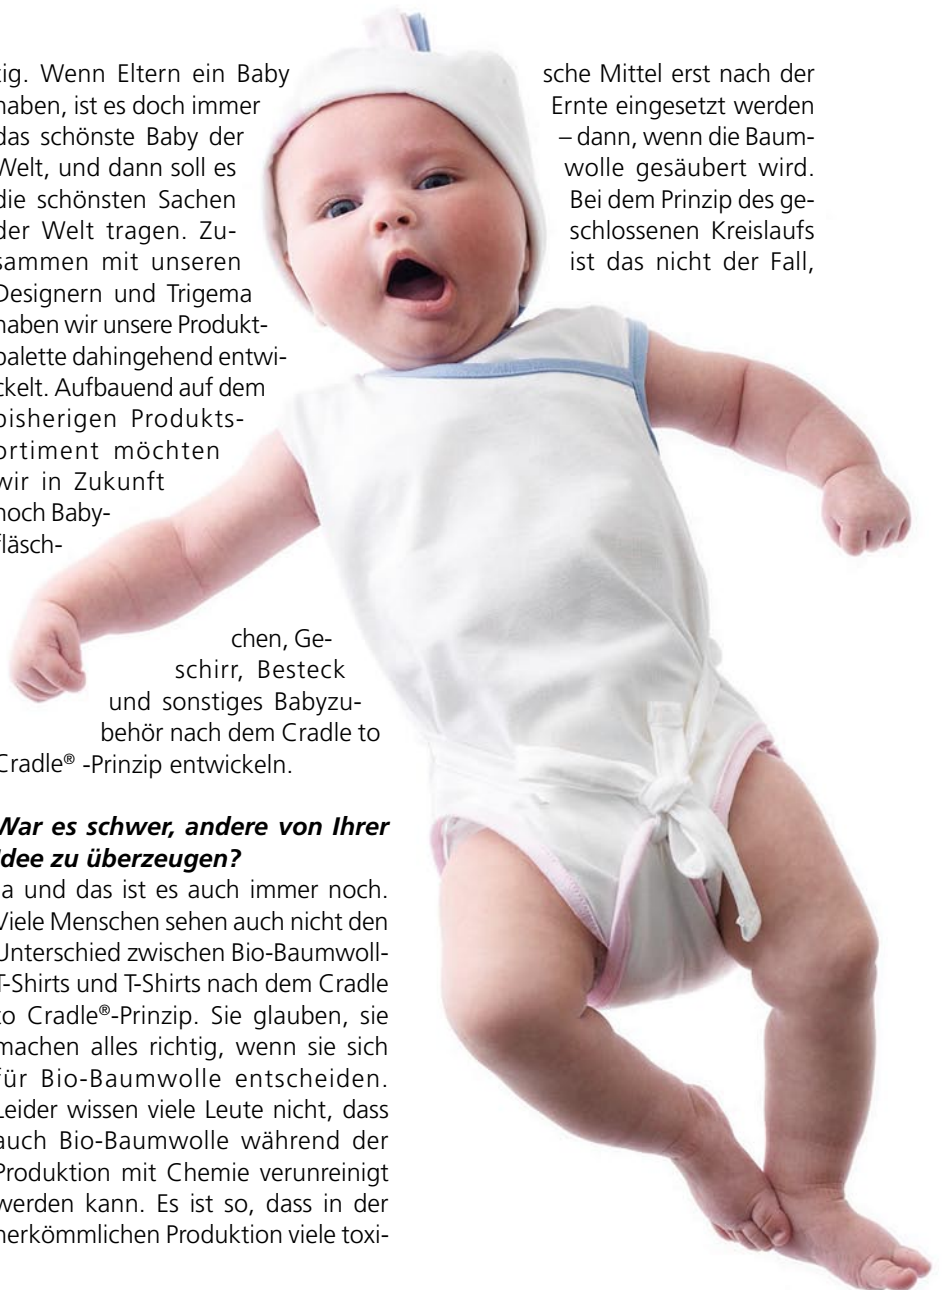 zig. Wenn Eltern ein Baby
haben, ist es doch immer
das schönste Baby der
Welt, und dann soll es
die schönsten Sachen
der Welt tragen. Zu-
sammen mit unseren
Designern und Trigema
haben wir unsere Produkt-
palette dahingehend entwi-
ckelt. Aufbauend auf dem
bisherigen Produkts-
ortiment möchten
wir in Zukunft
noch Baby-
fläsch-
chen, Ge-
schirr, Besteck
und sonstiges Babyzu-
behör nach dem Cradle to
Cradle® -Prinzip entwickeln.
War es schwer, andere von Ihrer
Idee zu überzeugen?
Ja und das ist es auch immer noch.
Viele Menschen sehen auch nicht den
Unterschied zwischen Bio-Baumwoll-
T-Shirts und T-Shirts nach dem Cradle
to Cradle®-Prinzip. Sie glauben, sie
machen alles richtig, wenn sie sich
für Bio-Baumwolle entscheiden.
Leider wissen viele Leute nicht, dass
auch Bio-Baumwolle während der
Produktion mit Chemie verunreinigt
werden kann. Es ist so, dass in der
herkömmlichen Produktion viele toxi-
sche Mittel erst nach der
Ernte eingesetzt werden
– dann, wenn die Baum-
wolle gesäubert wird.
Bei dem Prinzip des ge-
schlossenen Kreislaufs
ist das nicht der Fall,